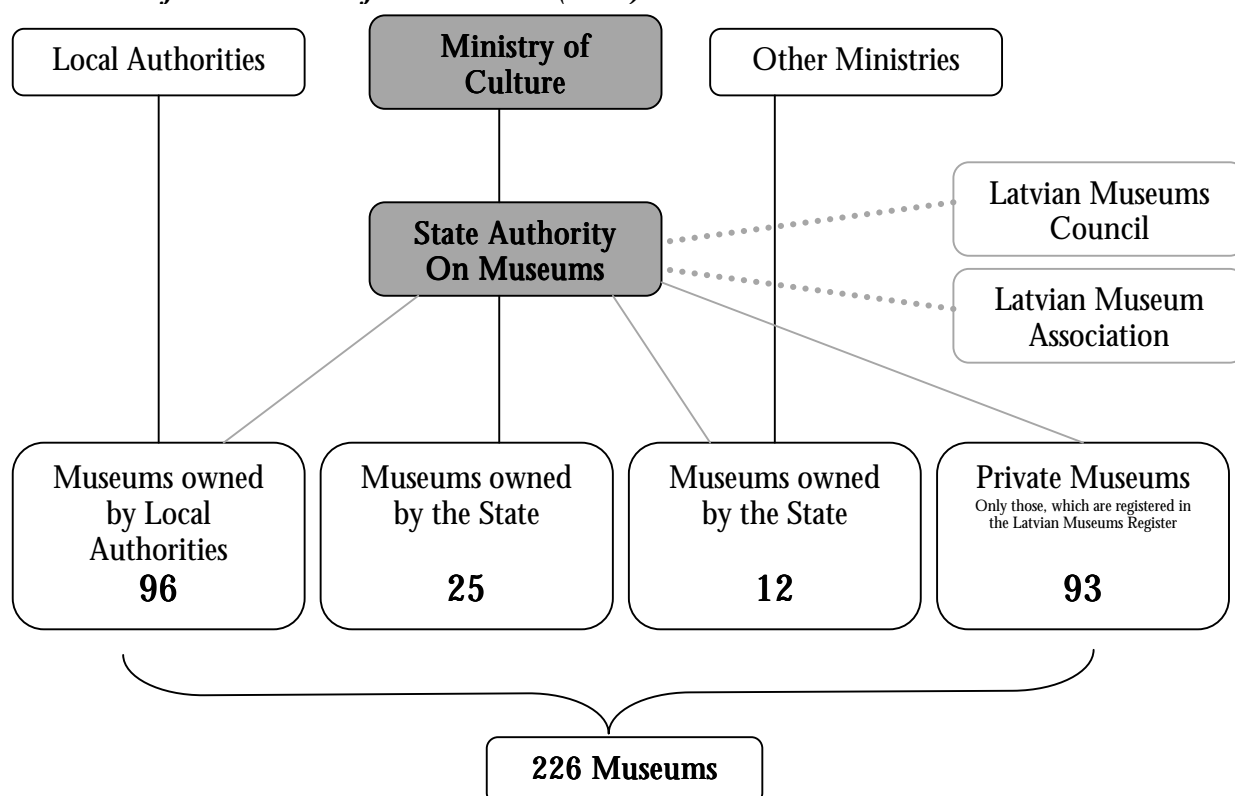 Local Authorities
Ministry of
Culture
Other Ministries
State Authority
On Museums
Latvian Museums
Council
Latvian Museum
Association
Museums owned
by Local
Authorities
96
Museums owned
by the State
25
Museums owned
by the State
12
Private Museums
Only those, which are registered in
the Latvian Museums Register
93
226 Museums